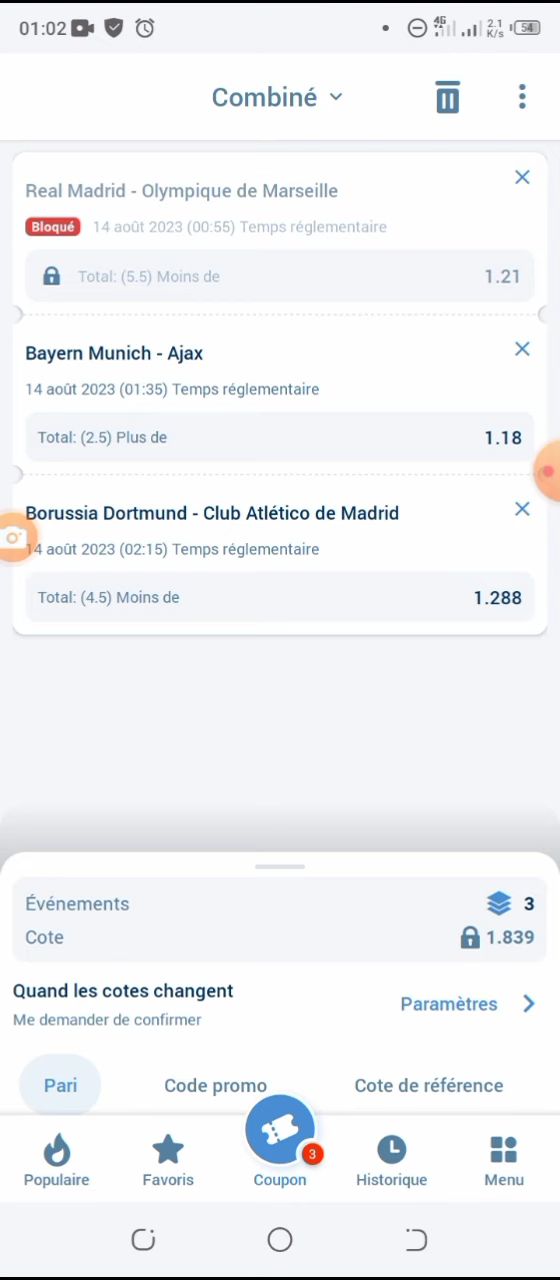 01:02 4G 2.1 K/s 54
Combiné
Real Madrid - Olympique de Marseille
Bloqué 14 août 2023 (00:55) Temps réglementaire
Total: (5.5) Moins de 1.21
Bayern Munich - Ajax
14 août 2023 (01:35) Temps réglementaire
Total: (2.5) Plus de 1.18
Borussia Dortmund - Club Atlético de Madrid
14 août 2023 (02:15) Temps réglementaire
Total: (4.5) Moins de 1.288
Événements 3
Cote 1.839
Quand les cotes changent
Me demander de confirmer
Paramètres
Pari Code promo Cote de référence
3
Populaire Favoris Coupon Historique Menu